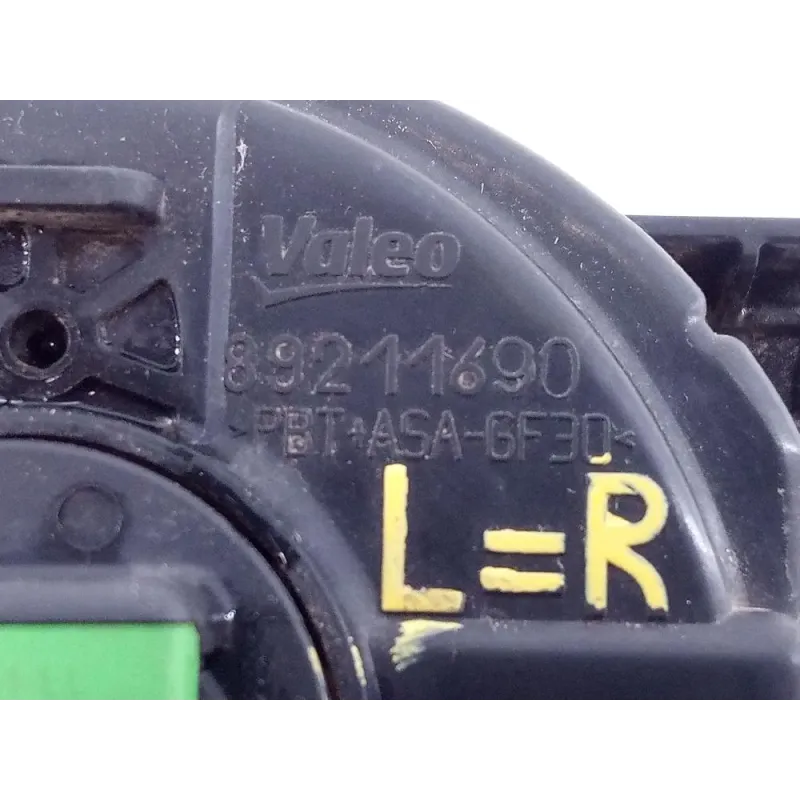 Valeo
89211690
>PBT+ASA-GF30<
L=R